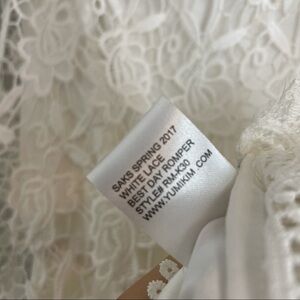 SAKS SPRING 2017
WHITE LACE
BEST DAY ROMPER
STYLE# RM-K30
WWW.YUMIKIM.COM